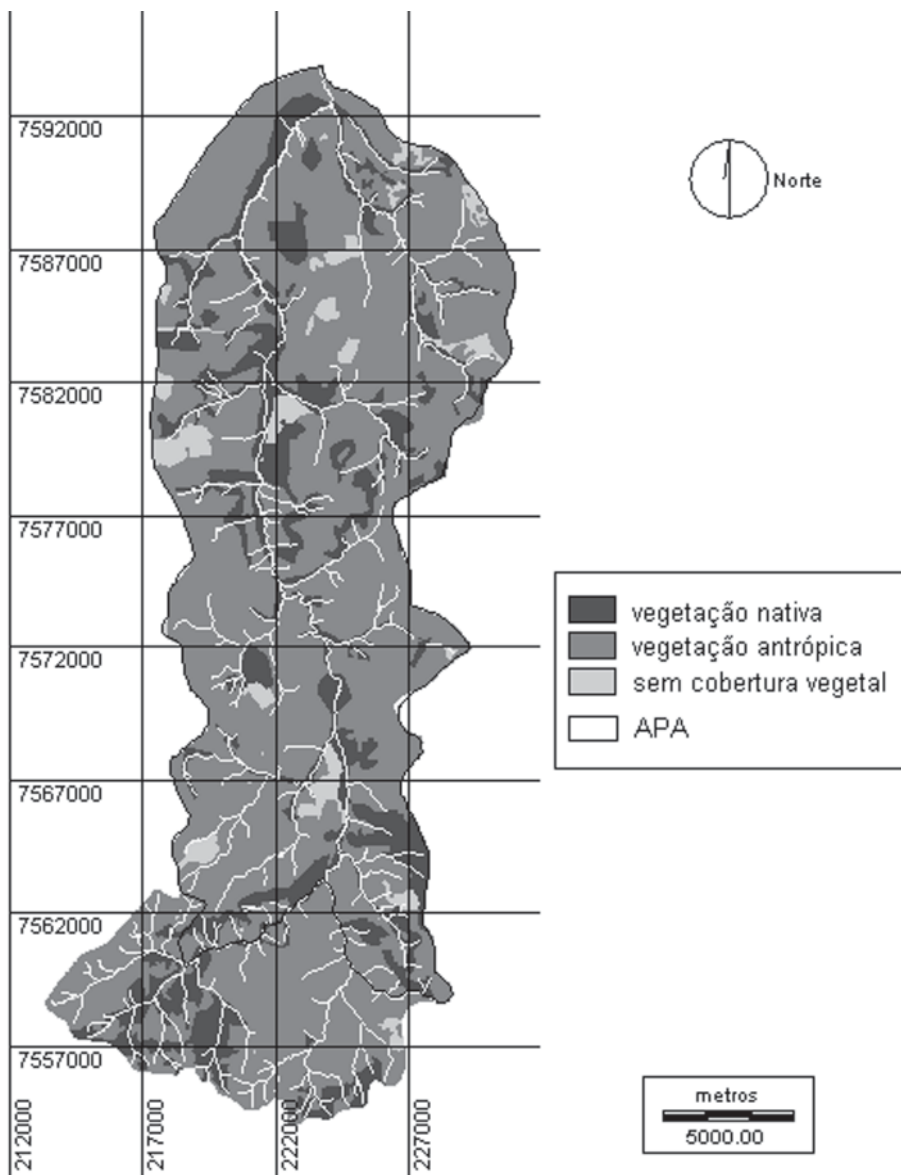 7592000
Norte
7587000
7582000
7577000
vegetação nativa
7572000
vegetação antrópica
sem cobertura vegetal
APA
7567000
7562000
7557000
metros
5000.00
212000
217000
222000
227000